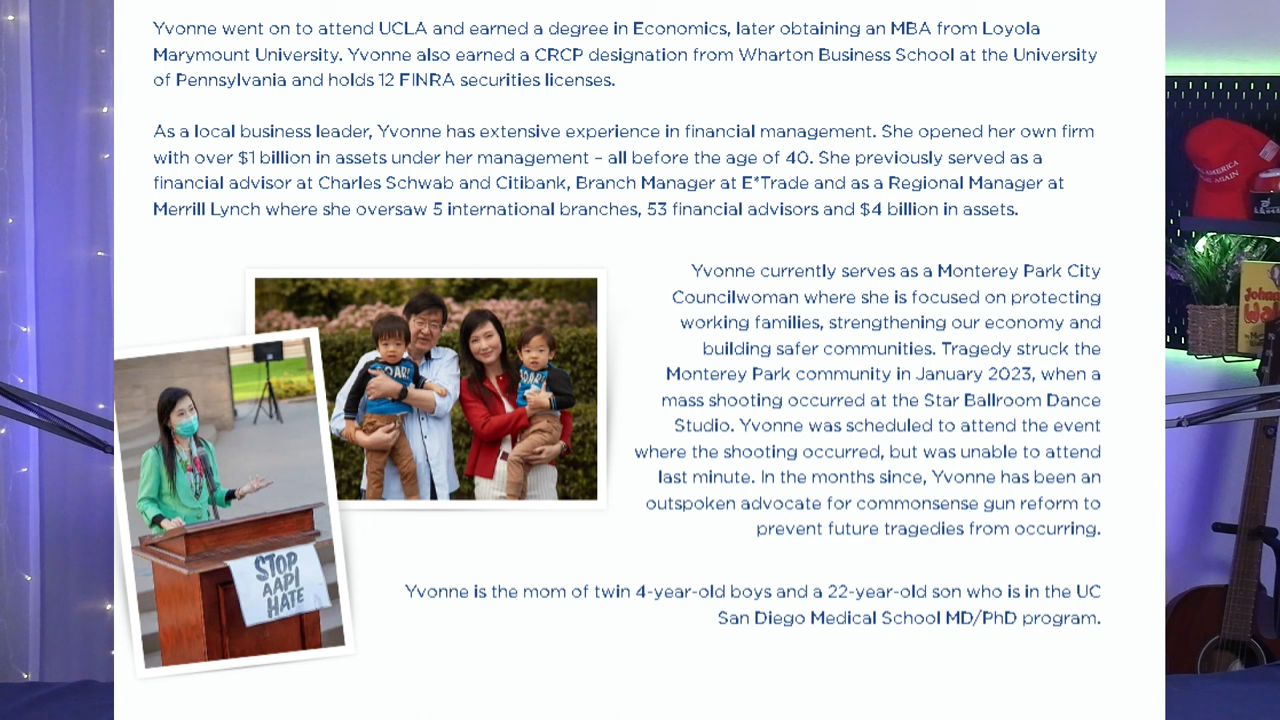 Yvonne went on to attend UCLA and earned a degree in Economics, later obtaining an MBA from Loyola
Marymount University. Yvonne also earned a CRCP designation from Wharton Business School at the University
of Pennsylvania and holds 12 FINRA securities licenses.
As a local business leader, Yvonne has extensive experience in financial management. She opened her own firm
with over $1 billion in assets under her management – all before the age of 40. She previously served as a
financial advisor at Charles Schwab and Citibank, Branch Manager at E*Trade and as a Regional Manager at
Merrill Lynch where she oversaw 5 international branches, 53 financial advisors and $4 billion in assets.
Yvonne currently serves as a Monterey Park City
Councilwoman where she is focused on protecting
working families, strengthening our economy and
building safer communities. Tragedy struck the
Monterey Park community in January 2023, when a
mass shooting occurred at the Star Ballroom Dance
Studio. Yvonne was scheduled to attend the event
where the shooting occurred, but was unable to attend
last minute. In the months since, Yvonne has been an
outspoken advocate for commonsense gun reform to
prevent future tragedies from occurring.
Yvonne is the mom of twin 4-year-old boys and a 22-year-old son who is in the UC
San Diego Medical School MD/PhD program.
STOP
AAPI
HATE
ROAR!
AMERICA
AGAIN